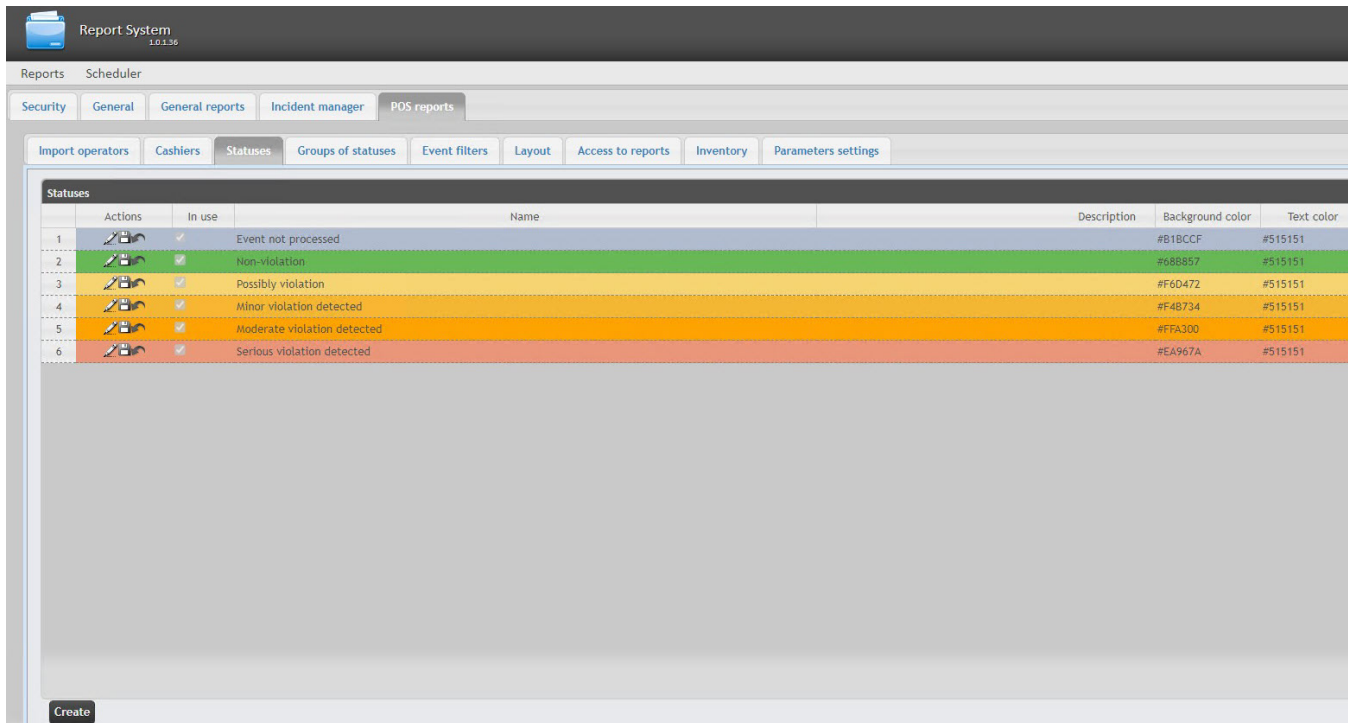 Report System
1.0.1.36
Reports Scheduler
Security General General reports Incident manager POS reports
Import operators Cashiers Statuses Groups of statuses Event filters Layout Access to reports Inventory Parameters settings
Statuses
Actions In use Name Description Background color Text color
1 Event not processed #B1BCCF #515151
2 Non-violation #68B857 #515151
3 Possibly violation #F6D472 #515151
4 Minor violation detected #F4B734 #515151
5 Moderate violation detected #FFA300 #515151
6 Serious violation detected #EA967A #515151
Create